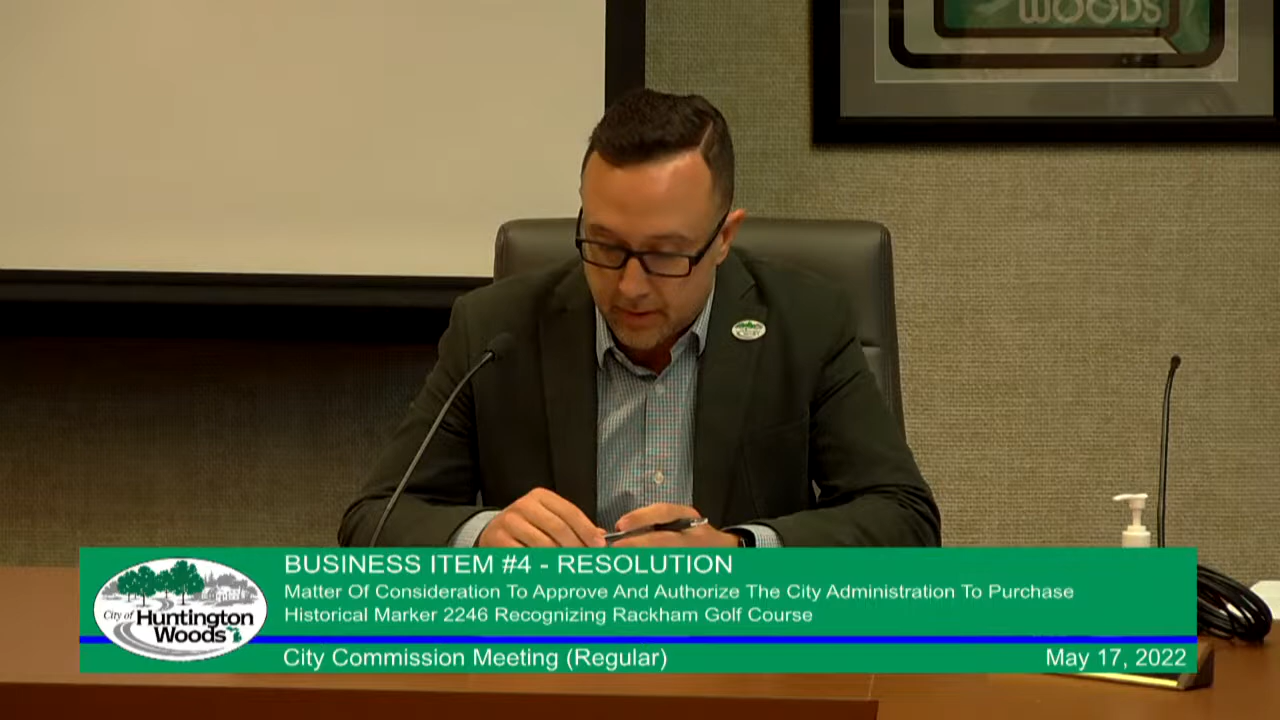 WOODS
BUSINESS ITEM #4 - RESOLUTION
Matter Of Consideration To Approve And Authorize The City Administration To Purchase
Historical Marker 2246 Recognizing Rackham Golf Course
City of Huntington
Woods
City Commission Meeting (Regular)
May 17, 2022